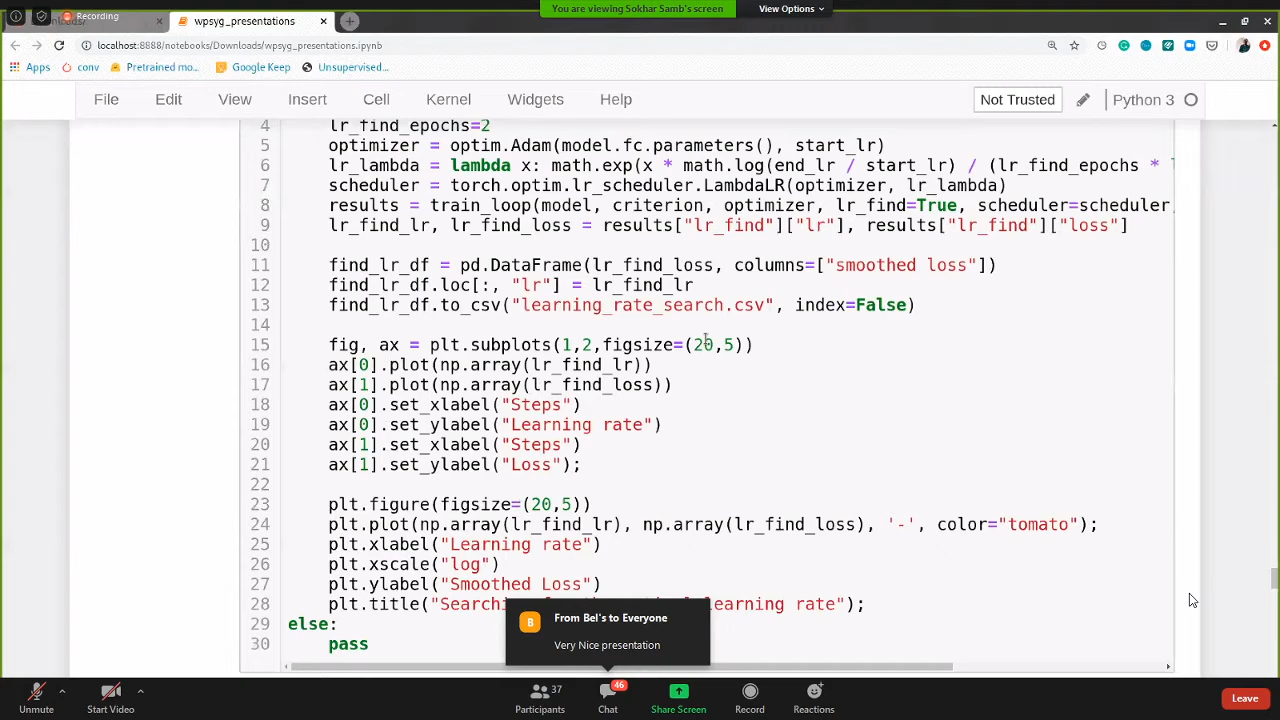 Recording
You are viewing Sokhar Samb's screen
View Options
wpsyg_presentations
localhost:8888/notebooks/Downloads/wpsyg_presentations.ipynb
Apps
conv
Pretrained mo...
Google Keep
Unsupervised...
File
Edit
View
Insert
Cell
Kernel
Widgets
Help
Not Trusted
Python 3
4 lr_find_epochs=2
5 optimizer = optim.Adam(model.fc.parameters(), start_lr)
6 lr_lambda = lambda x: math.exp(x * math.log(end_lr / start_lr) / (lr_find_epochs *
7 scheduler = torch.optim.lr_scheduler.LambdaLR(optimizer, lr_lambda)
8 results = train_loop(model, criterion, optimizer, lr_find=True, scheduler=scheduler,
9 lr_find_lr, lr_find_loss = results["lr_find"]["lr"], results["lr_find"]["loss"]
10
11 find_lr_df = pd.DataFrame(lr_find_loss, columns=["smoothed loss"])
12 find_lr_df.loc[:, "lr"] = lr_find_lr
13 find_lr_df.to_csv("learning_rate_search.csv", index=False)
14
15 fig, ax = plt.subplots(1,2,figsize=(20,5))
16 ax[0].plot(np.array(lr_find_lr))
17 ax[1].plot(np.array(lr_find_loss))
18 ax[0].set_xlabel("Steps")
19 ax[0].set_ylabel("Learning rate")
20 ax[1].set_xlabel("Steps")
21 ax[1].set_ylabel("Loss");
22
23 plt.figure(figsize=(20,5))
24 plt.plot(np.array(lr_find_lr), np.array(lr_find_loss), '-', color="tomato");
25 plt.xlabel("Learning rate")
26 plt.xscale("log")
27 plt.ylabel("Smoothed Loss")
28 plt.title("Searchi learning rate");
29 else:
30 pass
B
From Bel's to Everyone
Very Nice presentation
Unmute
Start Video
37
Participants
46
Chat
Share Screen
Record
Reactions
Leave